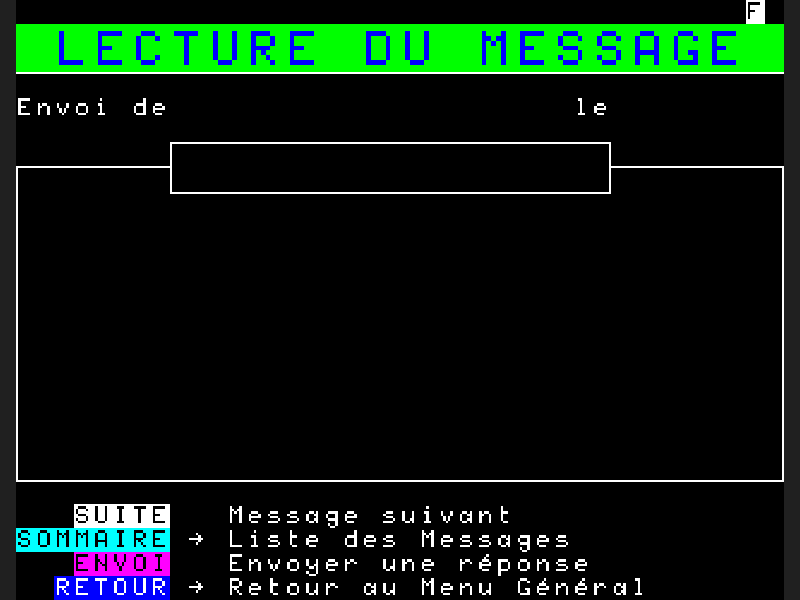 F
LECTURE DU MESSAGE
Envoi de le
SUITE Message suivant
SOMMAIRE → Liste des Messages
ENVOI Envoyer une réponse
RETOUR → Retour au Menu Général